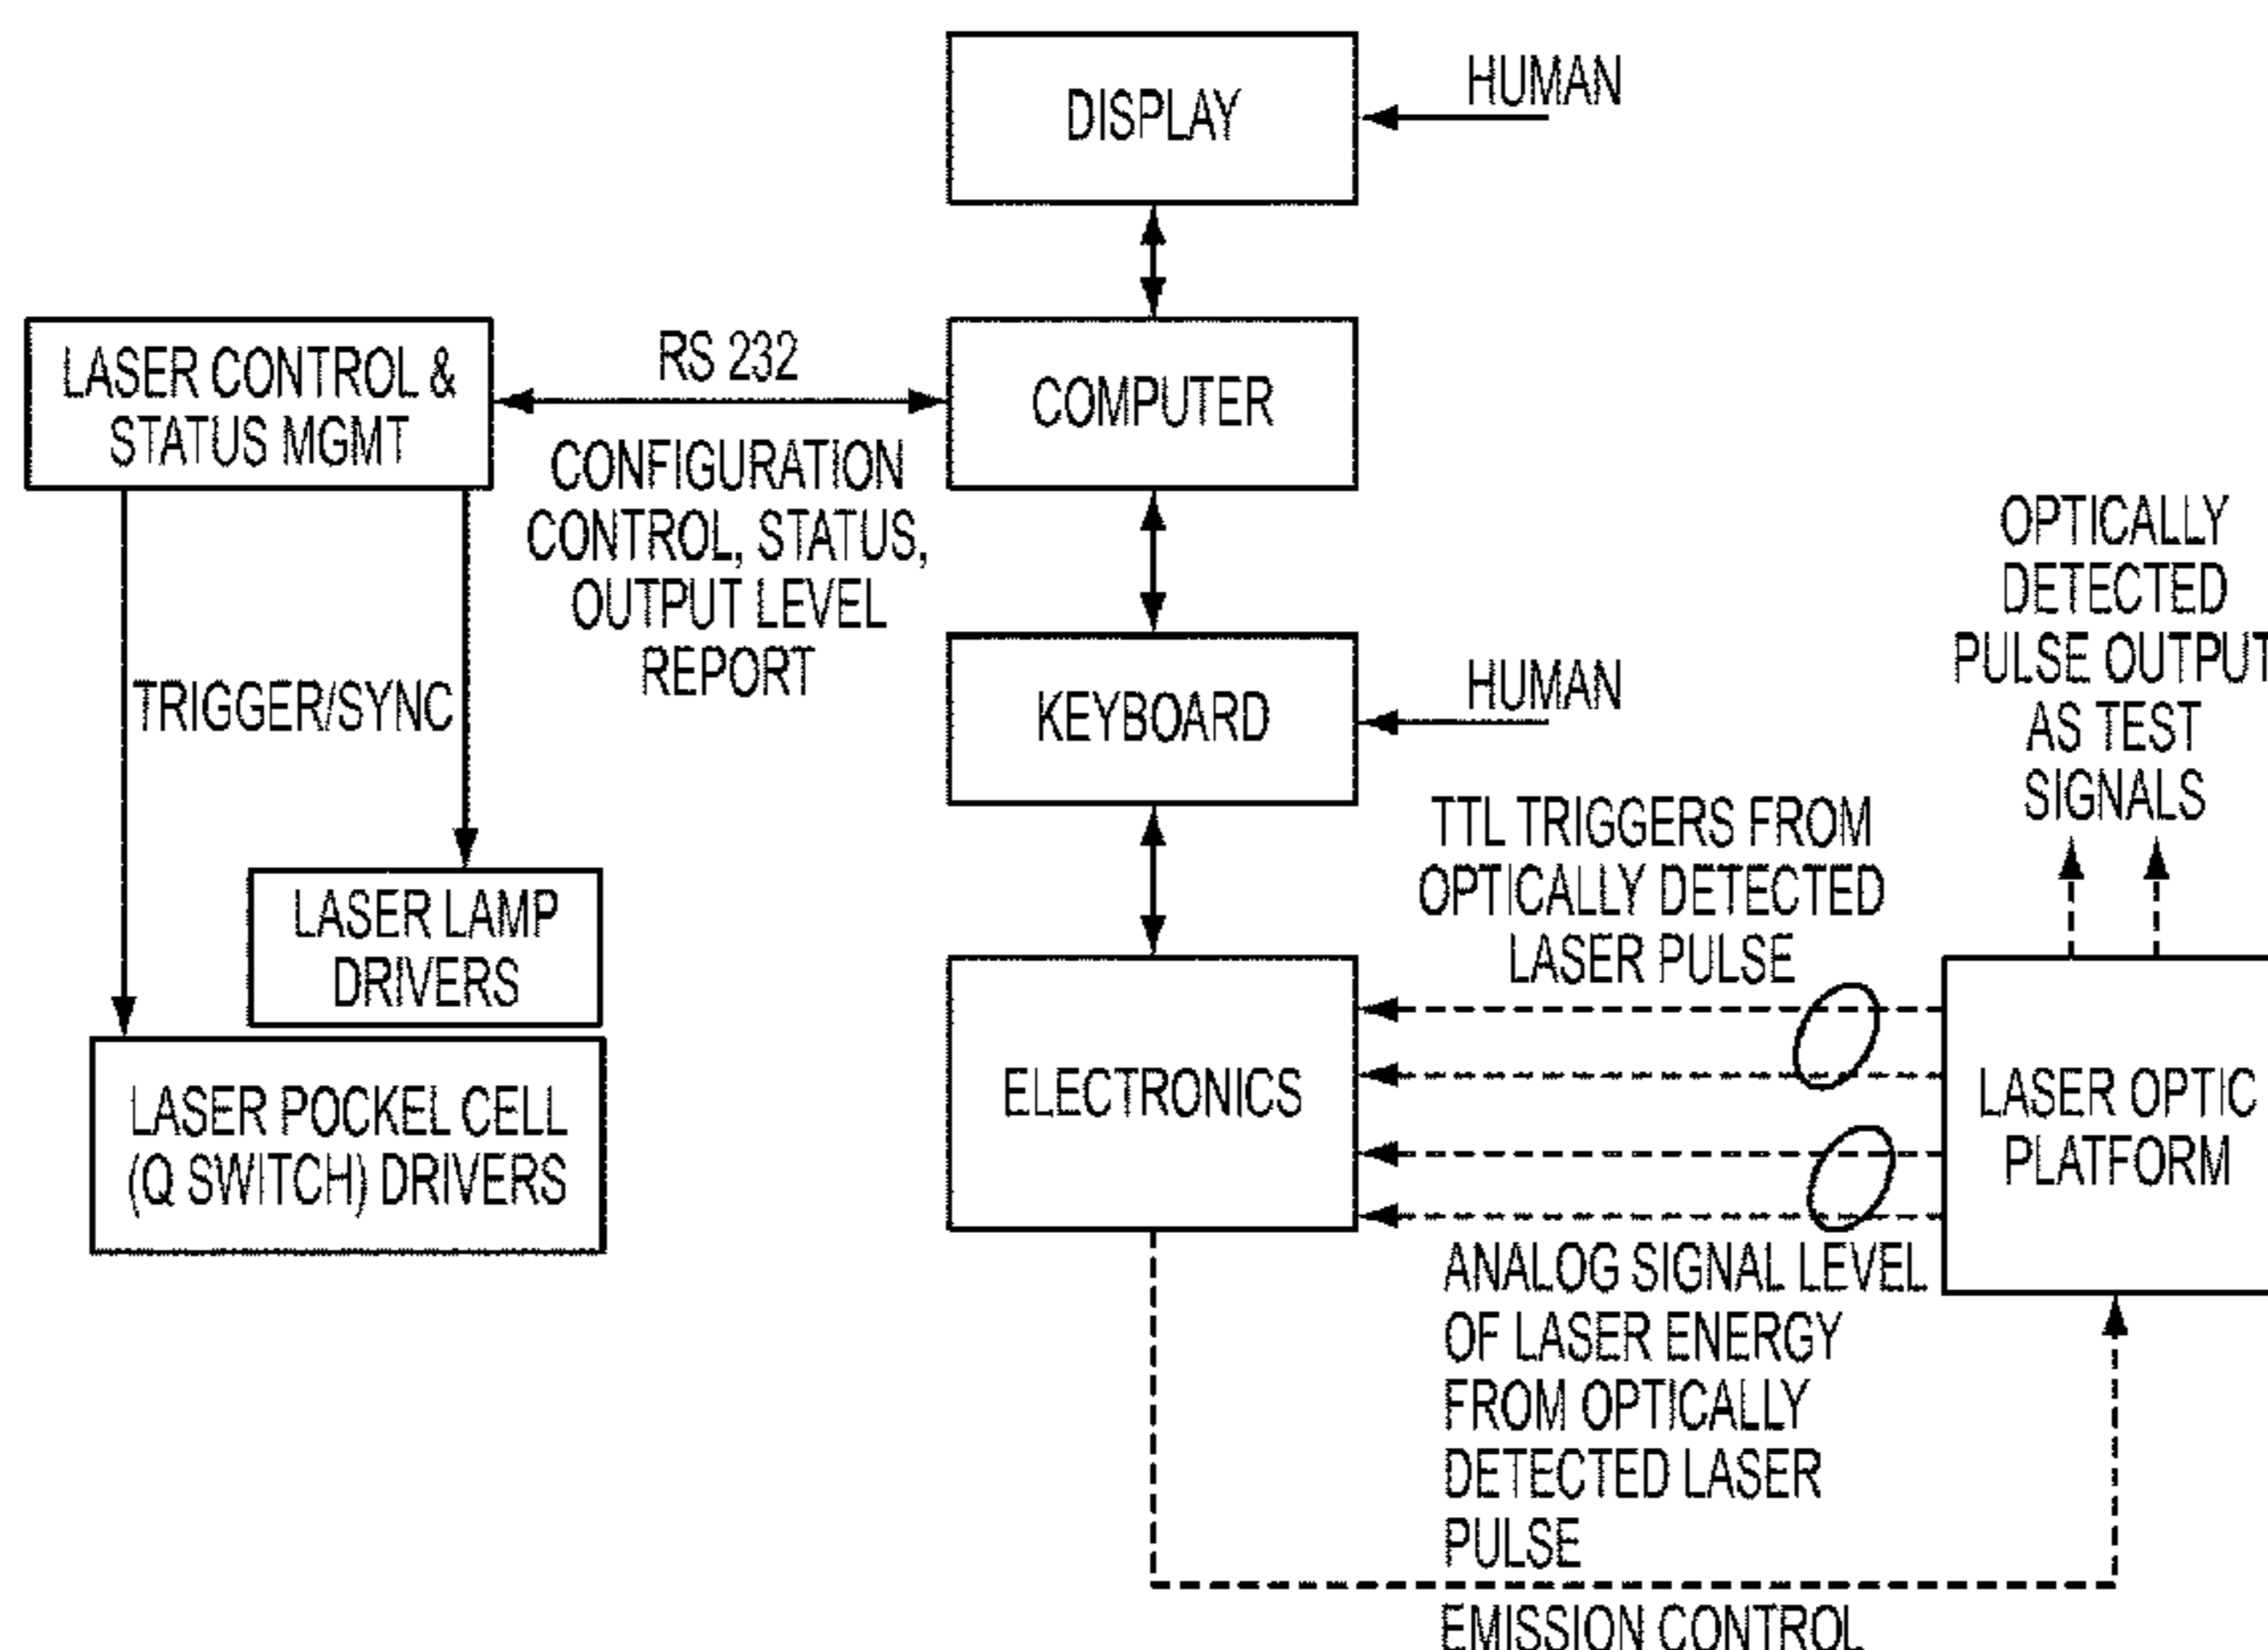 DISPLAY
HUMAN
LASER CONTROL &
STATUS MGMT
RS 232
CONFIGURATION
CONTROL, STATUS,
OUTPUT LEVEL
REPORT
COMPUTER
TRIGGER/SYNC
KEYBOARD
HUMAN
OPTICALLY
DETECTED
PULSE OUTPUT
AS TEST
SIGNALS
LASER LAMP
DRIVERS
LASER POCKEL CELL
(Q SWITCH) DRIVERS
TTL TRIGGERS FROM
OPTICALLY DETECTED
LASER PULSE
ELECTRONICS
LASER OPTIC
PLATFORM
ANALOG SIGNAL LEVEL
OF LASER ENERGY
FROM OPTICALLY
DETECTED LASER
PULSE
EMISSION CONTROL